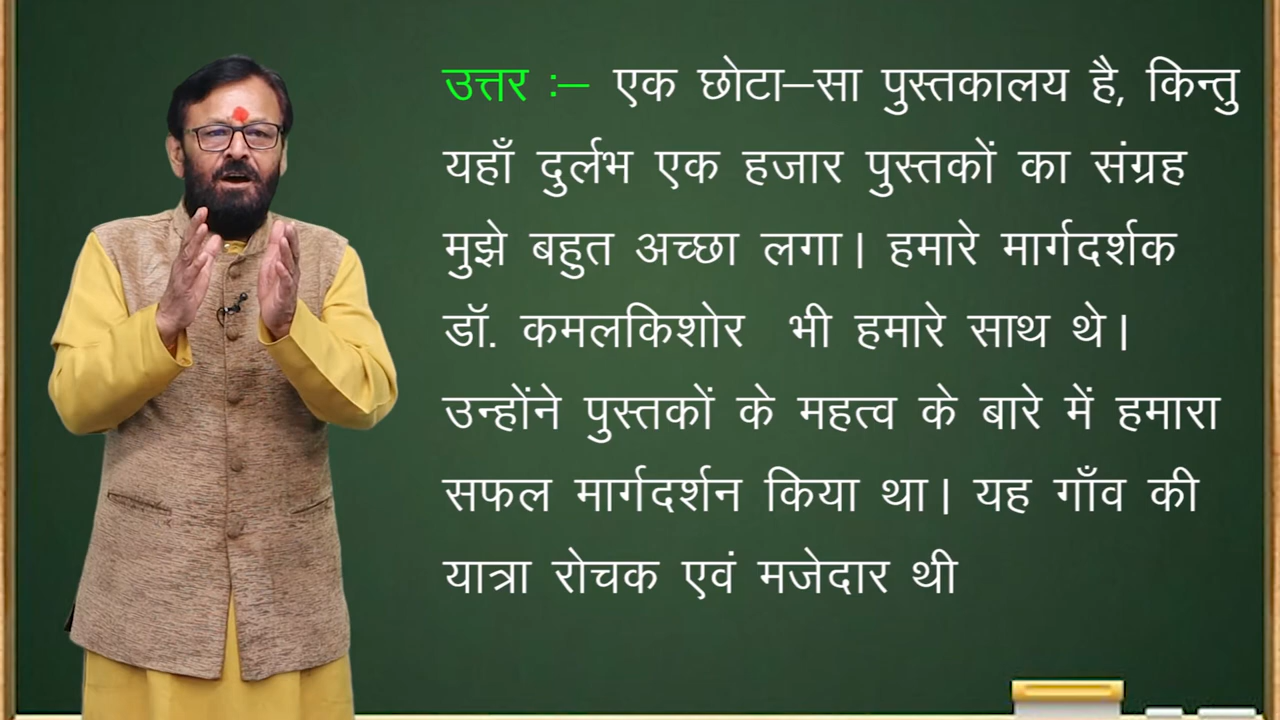 उत्तर :– एक छोटा–सा पुस्तकालय है, किन्तु
यहाँ दुर्लभ एक हजार पुस्तकों का संग्रह
मुझे बहुत अच्छा लगा। हमारे मार्गदर्शक
डॉ. कमलकिशोर भी हमारे साथ थे।
उन्होंने पुस्तकों के महत्व के बारे में हमारा
सफल मार्गदर्शन किया था। यह गाँव की
यात्रा रोचक एवं मजेदार थी